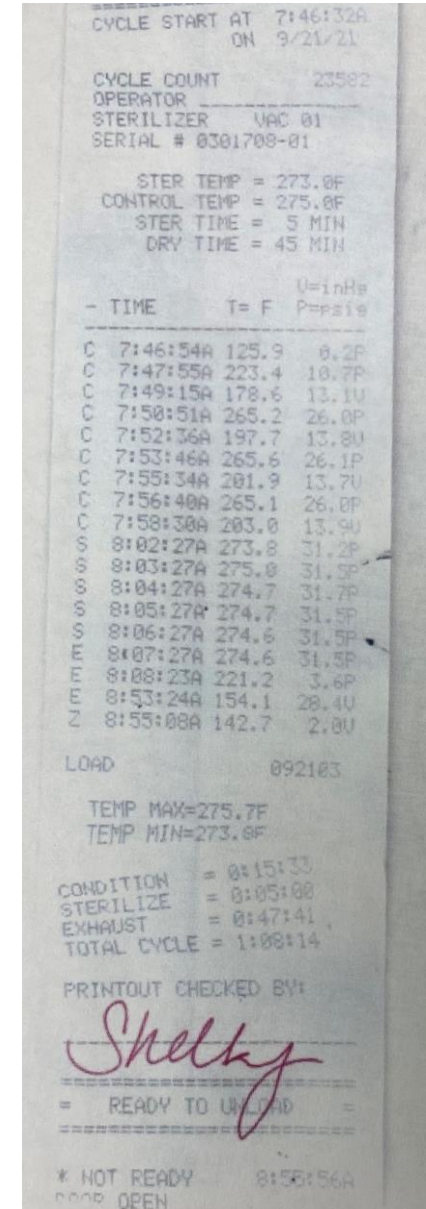 CYCLE START AT 7:46:32A
ON 9/21/21
CYCLE COUNT 23582
OPERATOR
STERILIZER VAC 01
SERIAL # 0301708-01
STER TEMP = 273.0F
CONTROL TEMP = 275.0F
STER TIME = 5 MIN
DRY TIME = 45 MIN
V=inHg
- TIME T= F P=psig
C 7:46:54A 125.9 0.2P
C 7:47:55A 223.4 10.7P
C 7:49:15A 178.6 13.1V
C 7:50:51A 265.2 26.0P
C 7:52:36A 197.7 13.8V
C 7:53:46A 265.6 26.1P
C 7:55:34A 201.9 13.7V
C 7:56:40A 265.1 26.0P
C 7:58:30A 203.0 13.9V
S 8:02:27A 273.8 31.2P
S 8:03:27A 275.0 31.5P
S 8:04:27A 274.7 31.7P
S 8:05:27A 274.7 31.5P
S 8:06:27A 274.6 31.5P
E 8:07:27A 274.6 31.5P
E 8:08:23A 221.2 3.6P
E 8:53:24A 154.1 28.4V
Z 8:55:08A 142.7 2.0V
LOAD 092103
TEMP MAX=275.7F
TEMP MIN=273.8F
CONDITION = 0:15:33
STERILIZE = 0:05:00
EXHAUST = 0:47:41
TOTAL CYCLE = 1:08:14
PRINTOUT CHECKED BY:
Shelky
= READY TO UNLOAD =
* NOT READY 8:56:56A
DOOR OPEN